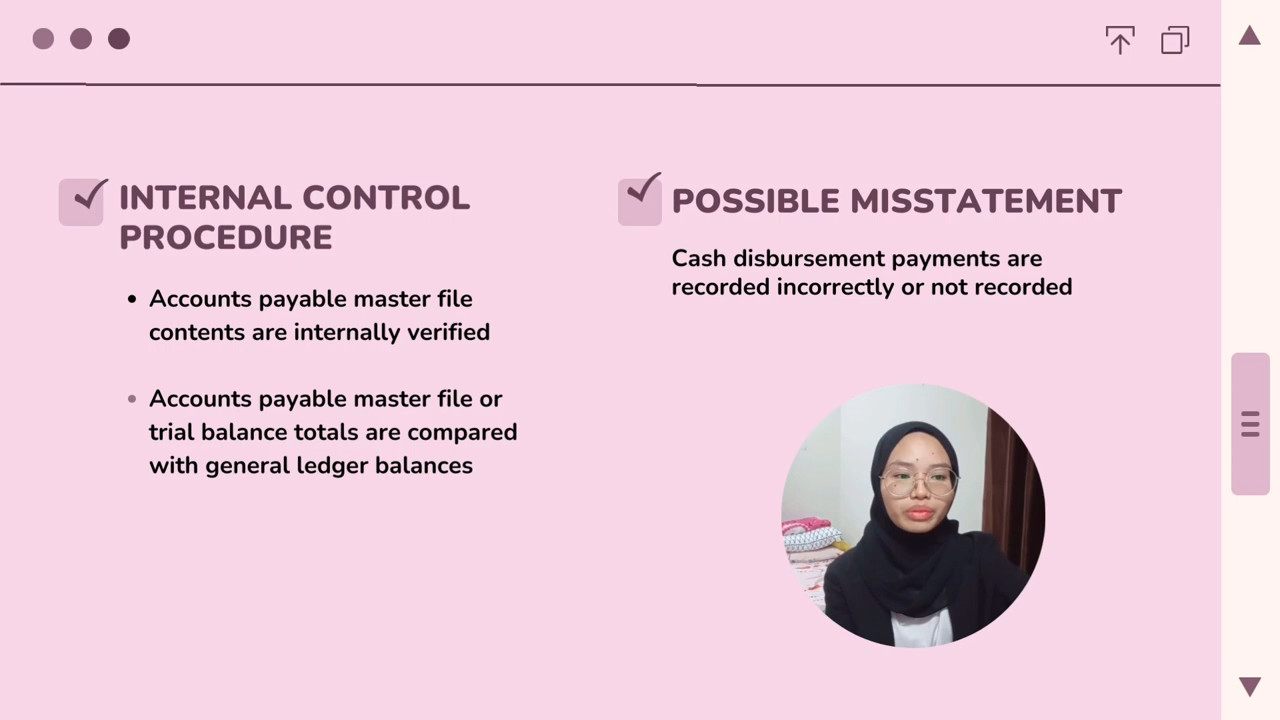 INTERNAL CONTROL
PROCEDURE
Accounts payable master file
contents are internally verified
Accounts payable master file or
trial balance totals are compared
with general ledger balances
POSSIBLE MISSTATEMENT
Cash disbursement payments are
recorded incorrectly or not recorded